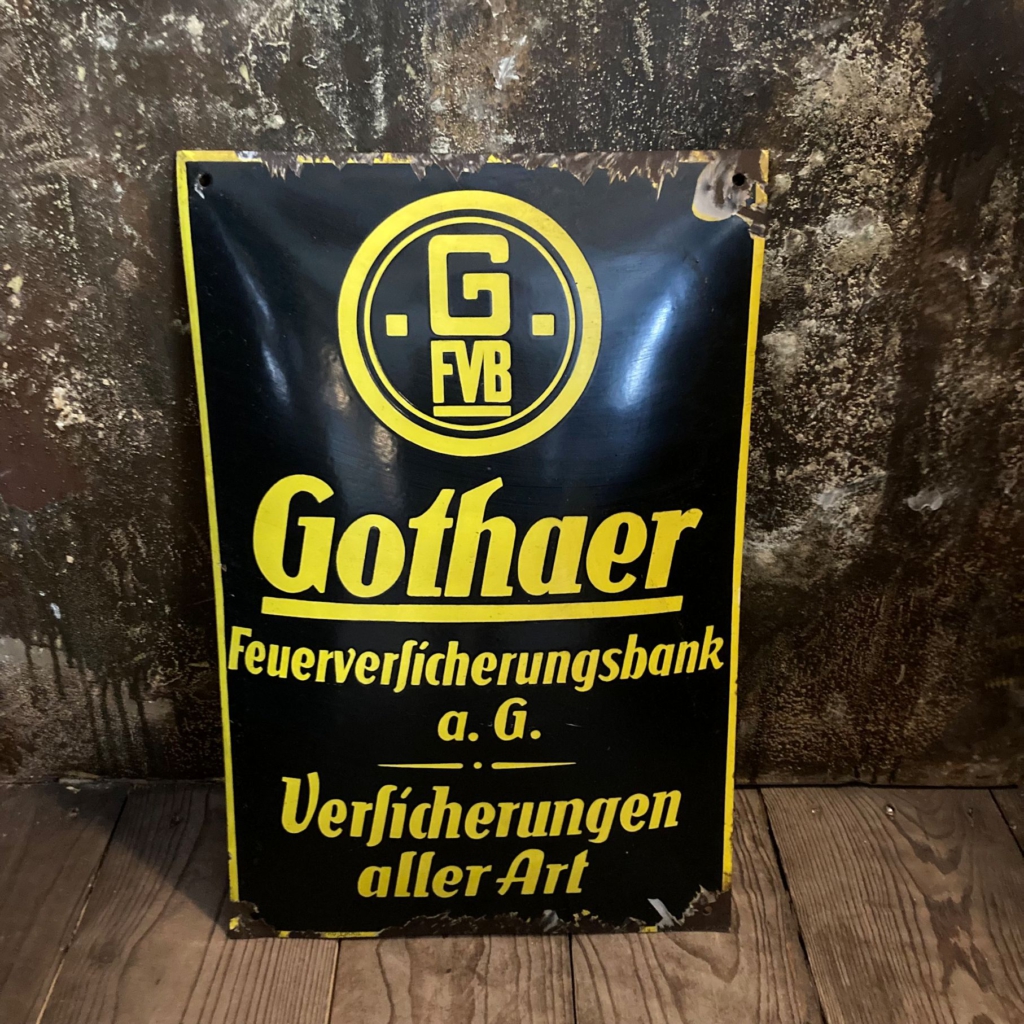 G
FVB
Gothaer
Feuerverſicherungsbank
a. G.
Verſicherungen
aller Art